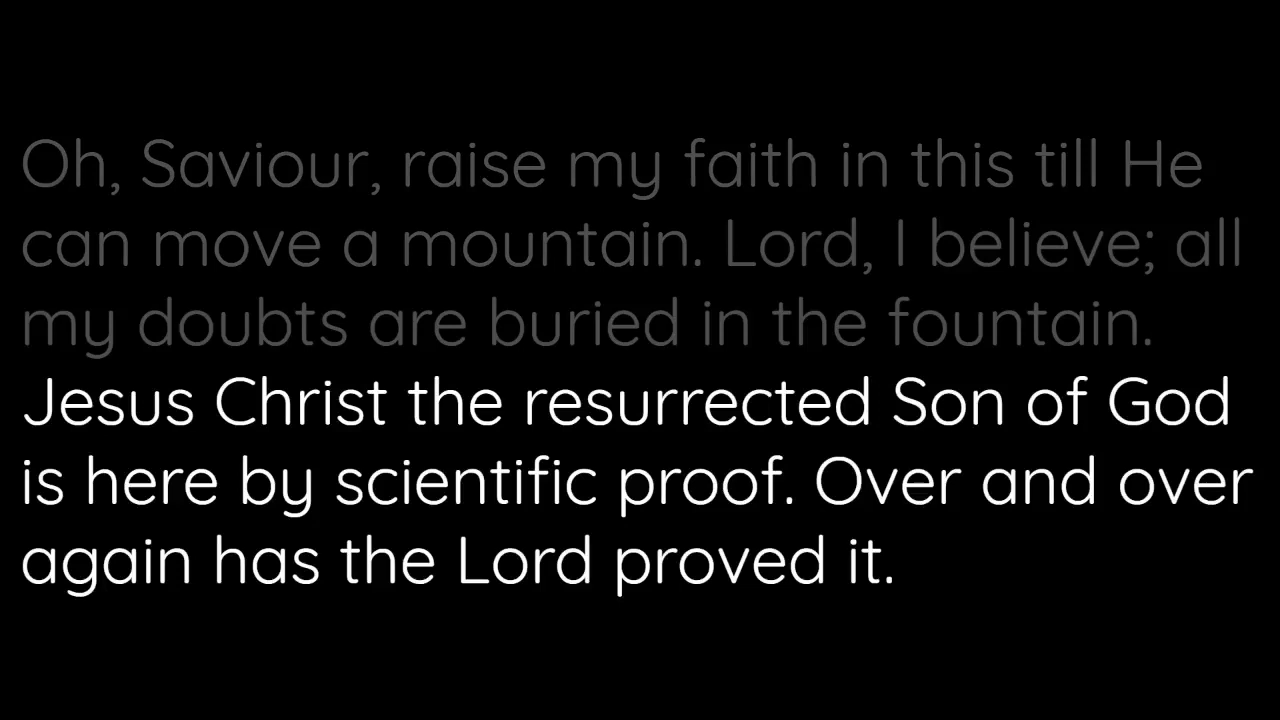 Oh, Saviour, raise my faith in this till He
can move a mountain. Lord, I believe; all
my doubts are buried in the fountain.
Jesus Christ the resurrected Son of God
is here by scientific proof. Over and over
again has the Lord proved it.